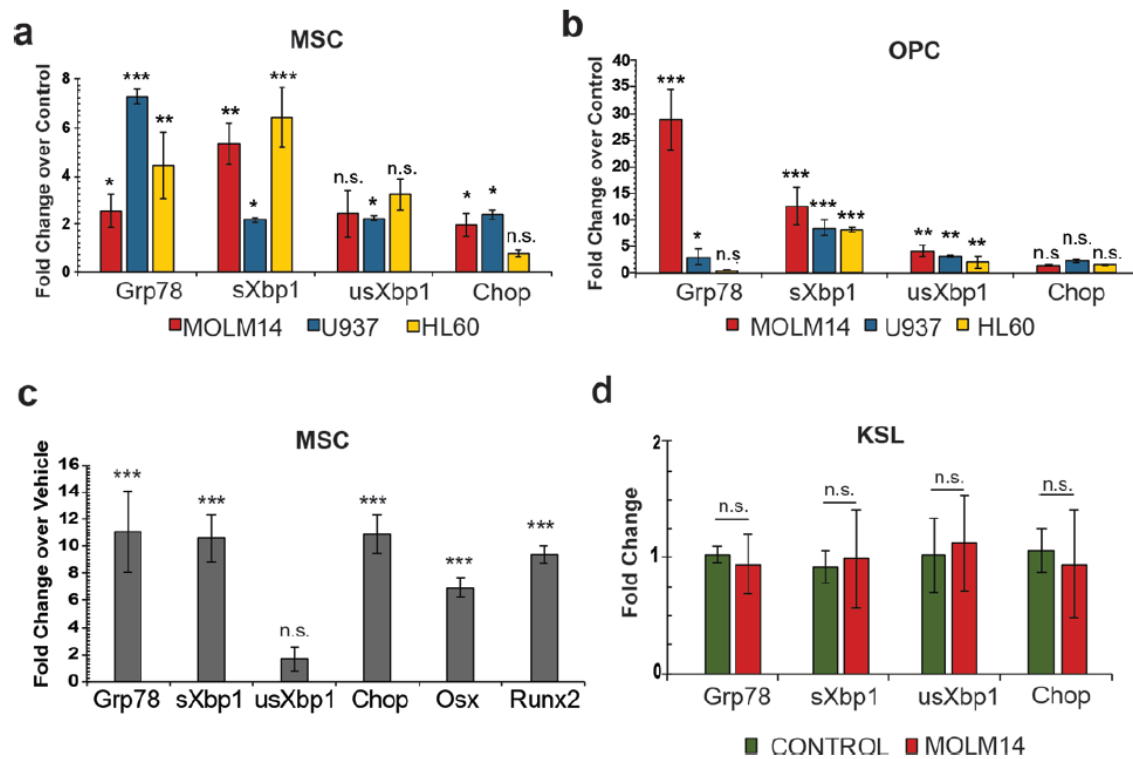 a
MSC
Fold Change over Control
8
6
4
2
0
*
***
**
**
*
***
n.s.
*
n.s.
*
*
n.s.
Grp78 sXbp1 usXbp1 Chop
MOLM14 U937 HL60
b
OPC
Fold Change over Control
40
35
30
25
20
15
10
5
0
***
*
n.s
***
***
***
**
**
**
n.s
n.s.
n.s.
Grp78 sXbp1 usXbp1 Chop
MOLM14 U937 HL60
c
MSC
Fold Change over Vehicle
16
14
12
10
8
6
4
2
0
***
***
n.s.
***
***
***
Grp78 sXbp1 usXbp1 Chop Osx Runx2
d
KSL
Fold Change
2
1
0
n.s.
n.s.
n.s.
n.s.
Grp78 sXbp1 usXbp1 Chop
CONTROL MOLM14